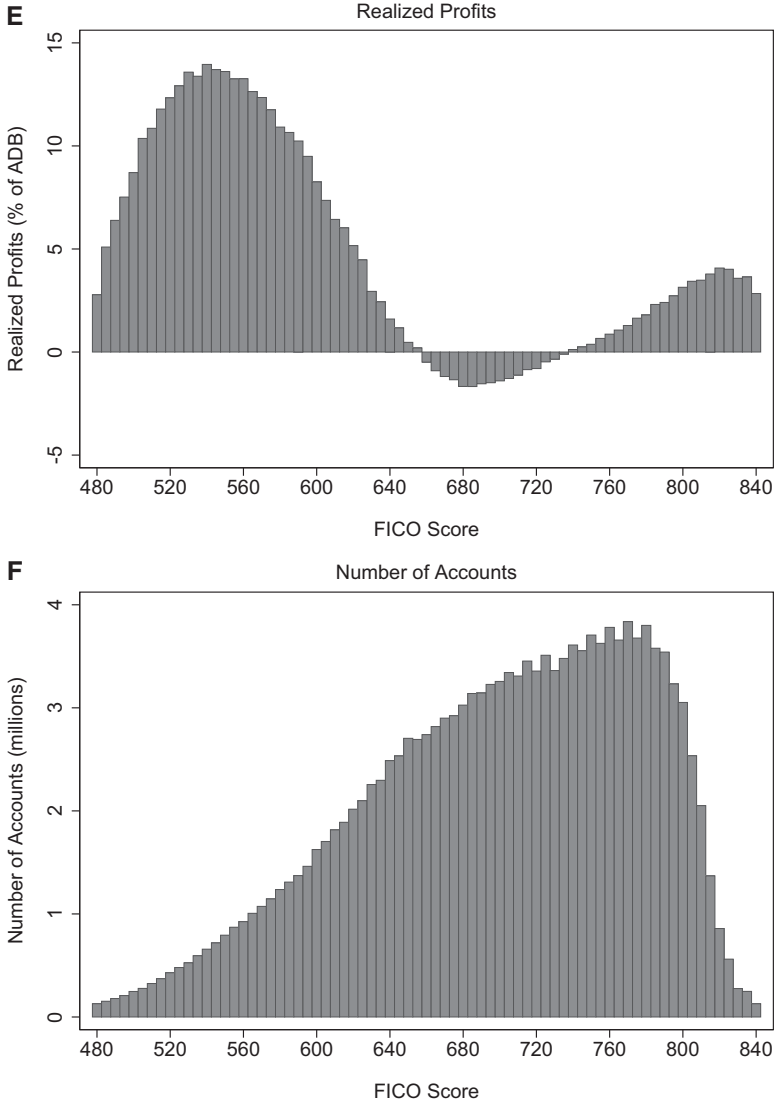 E
Realized Profits
Realized Profits (% of ADB)
15
10
5
0
-5
480 520 560 600 640 680 720 760 800 840
FICO Score
F
Number of Accounts
Number of Accounts (millions)
4
3
2
1
0
480 520 560 600 640 680 720 760 800 840
FICO Score